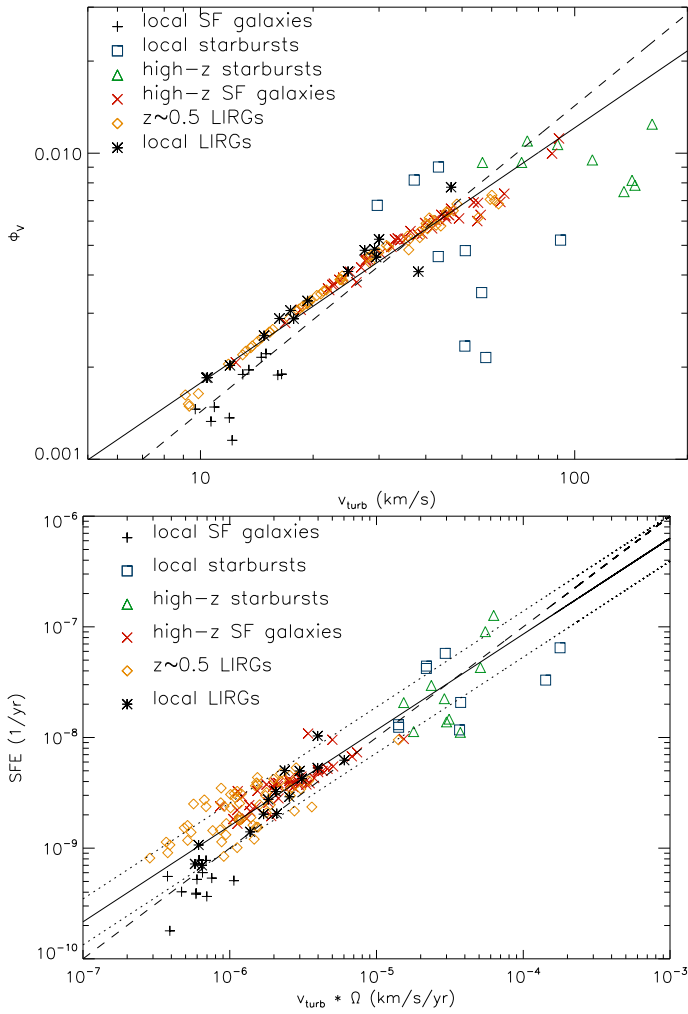 local SF galaxies
local starbursts
high-z starbursts
high-z SF galaxies
z~0.5 LIRGs
local LIRGs
0.010
0.001
Φv
10
100
vturb (km/s)
local SF galaxies
local starbursts
high-z starbursts
high-z SF galaxies
z~0.5 LIRGs
local LIRGs
10-6
10-7
10-8
10-9
10-10
SFE (1/yr)
10-7
10-6
10-5
10-4
10-3
vturb * Ω (km/s/yr)